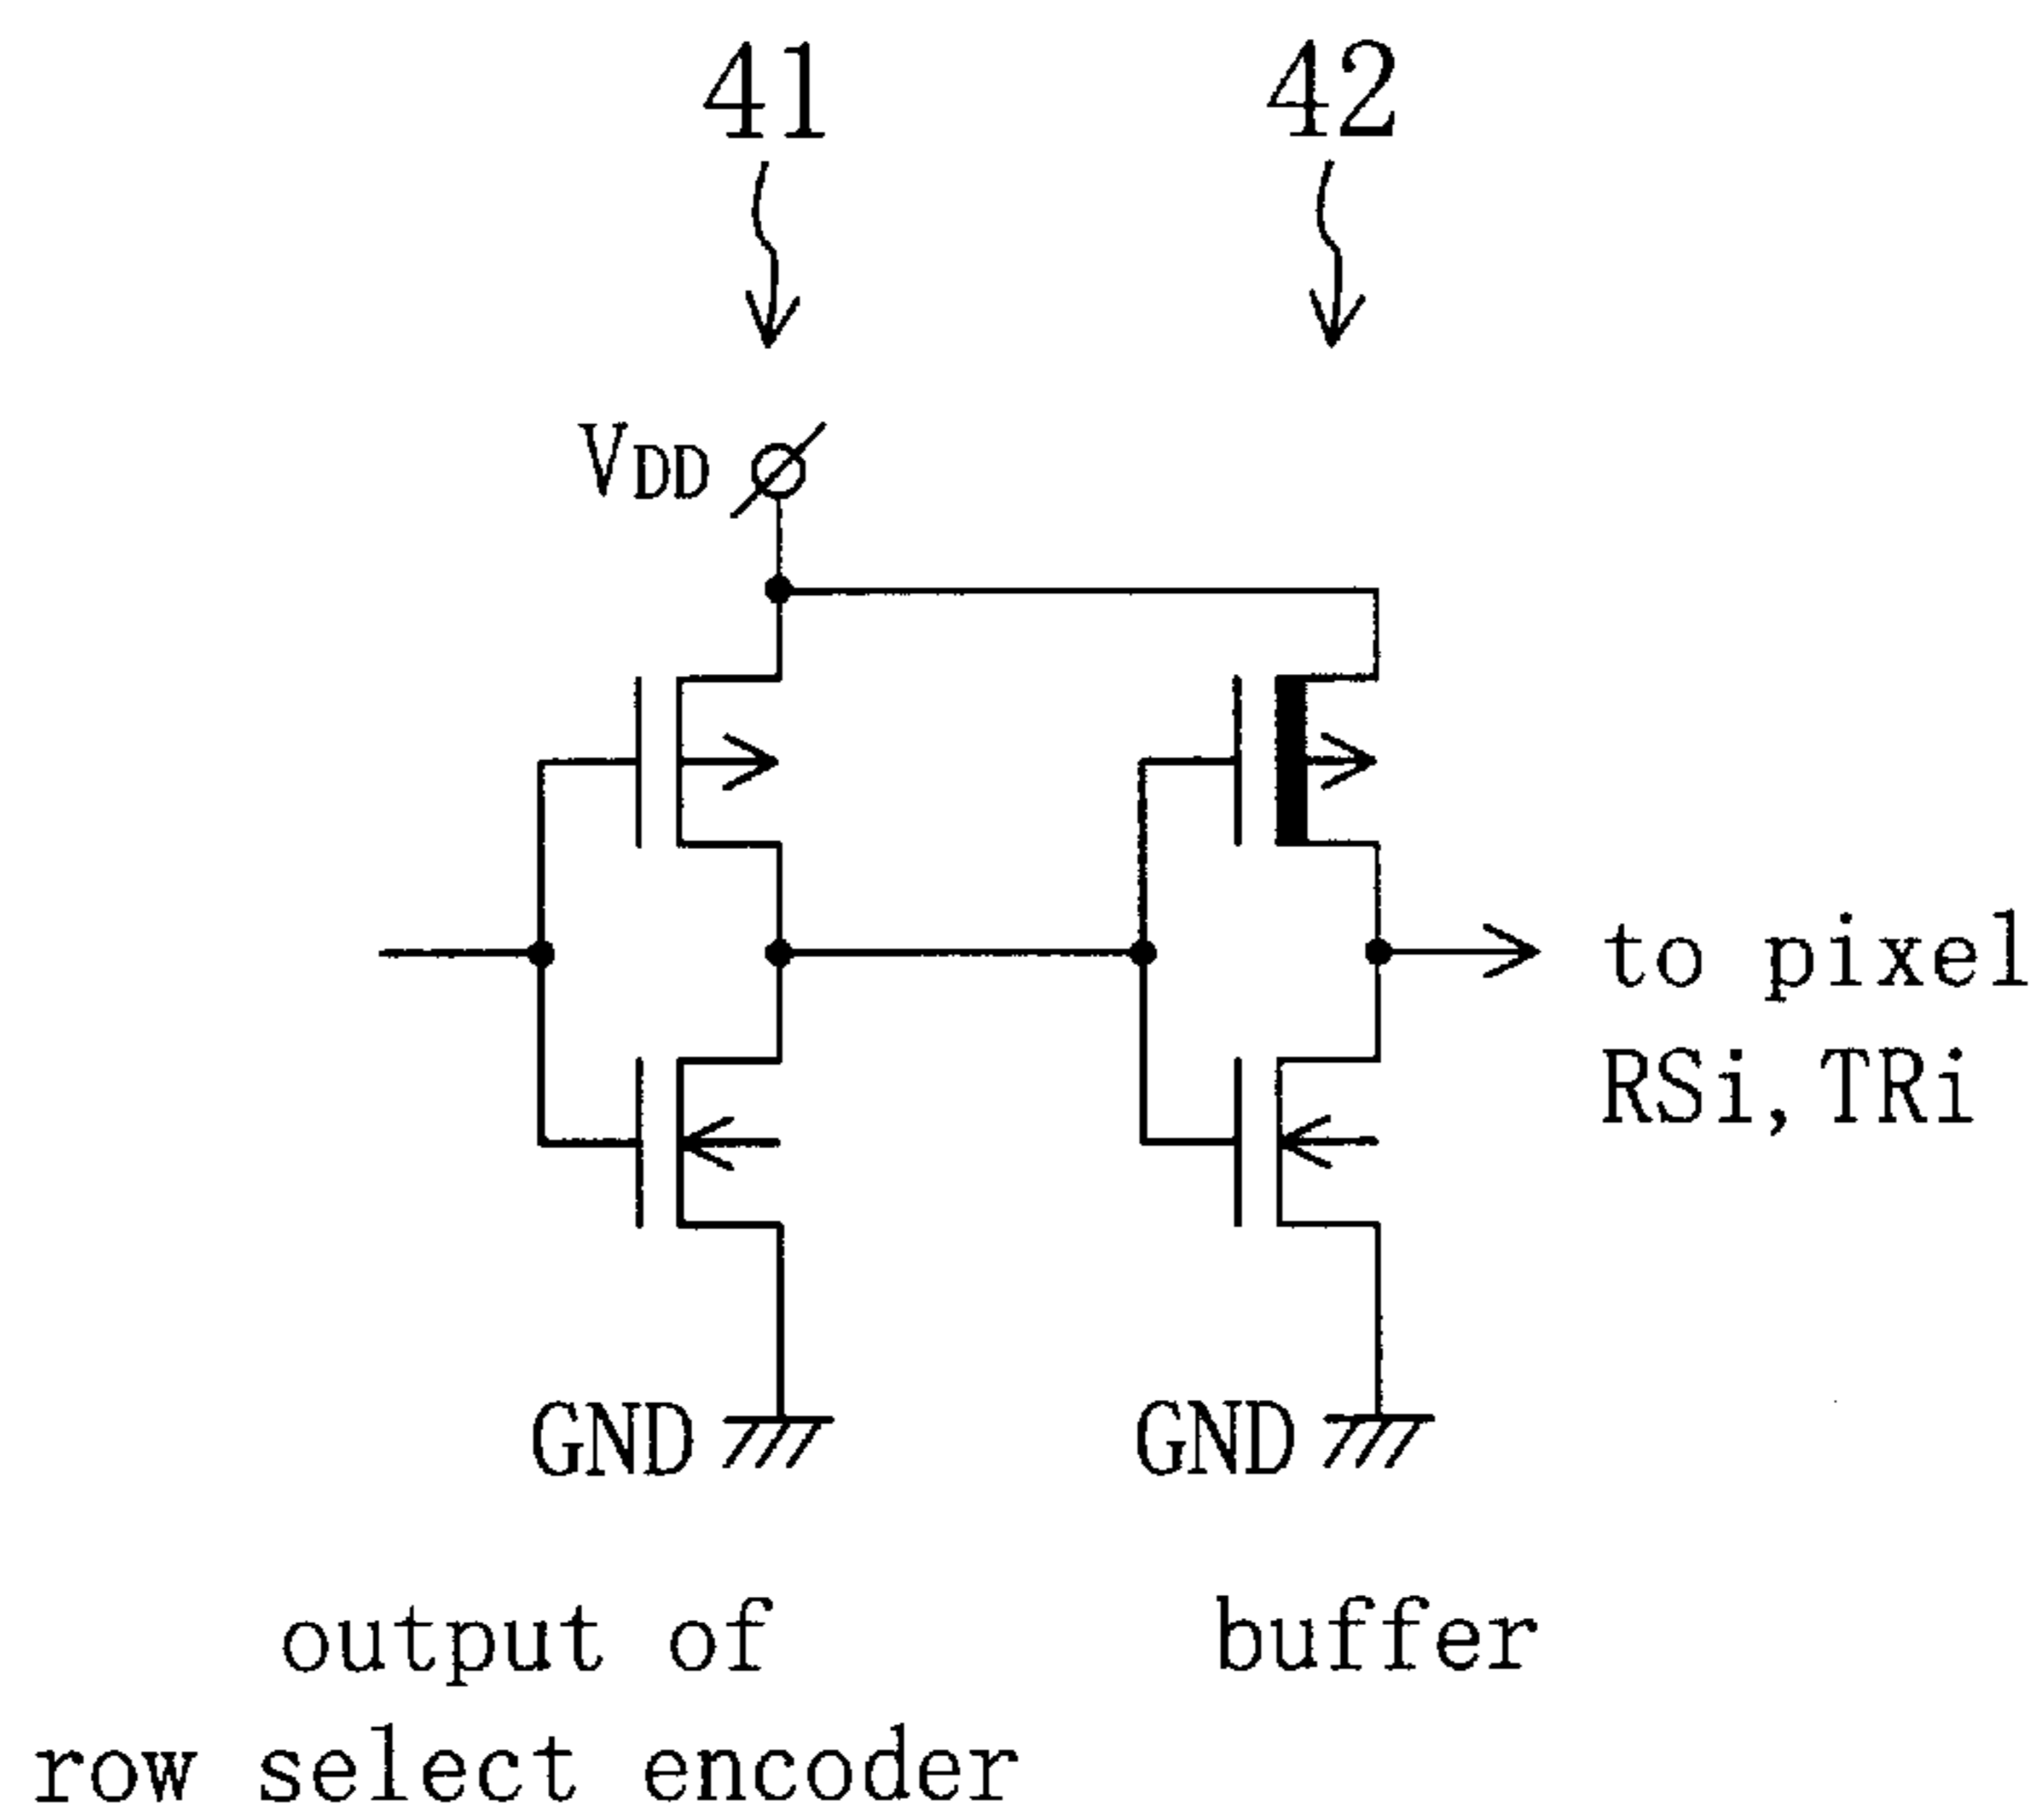 41
42
VDD
to pixel
RSi, TRi
GND
GND
output of
row select encoder
buffer